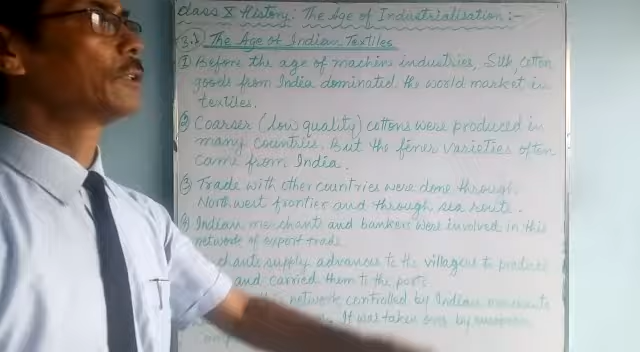 Class X History: The Age of Industrialisation:-
3.1 The Age of Indian Textiles
① Before the age of machine industries, Silk, cotton
goods from India dominated the world market in
textiles.
② Coarser (low quality) cottons were produced in
many countries, But the finer varieties often
came from India.
③ Trade with other countries were done through
North west frontier and through sea route.
④ Indian merchants and bankers were involved in this
network of export trade
supply advances to the villagers to produce
and carried them to the ports
network controlled by Indian merchants
It was taken over by european